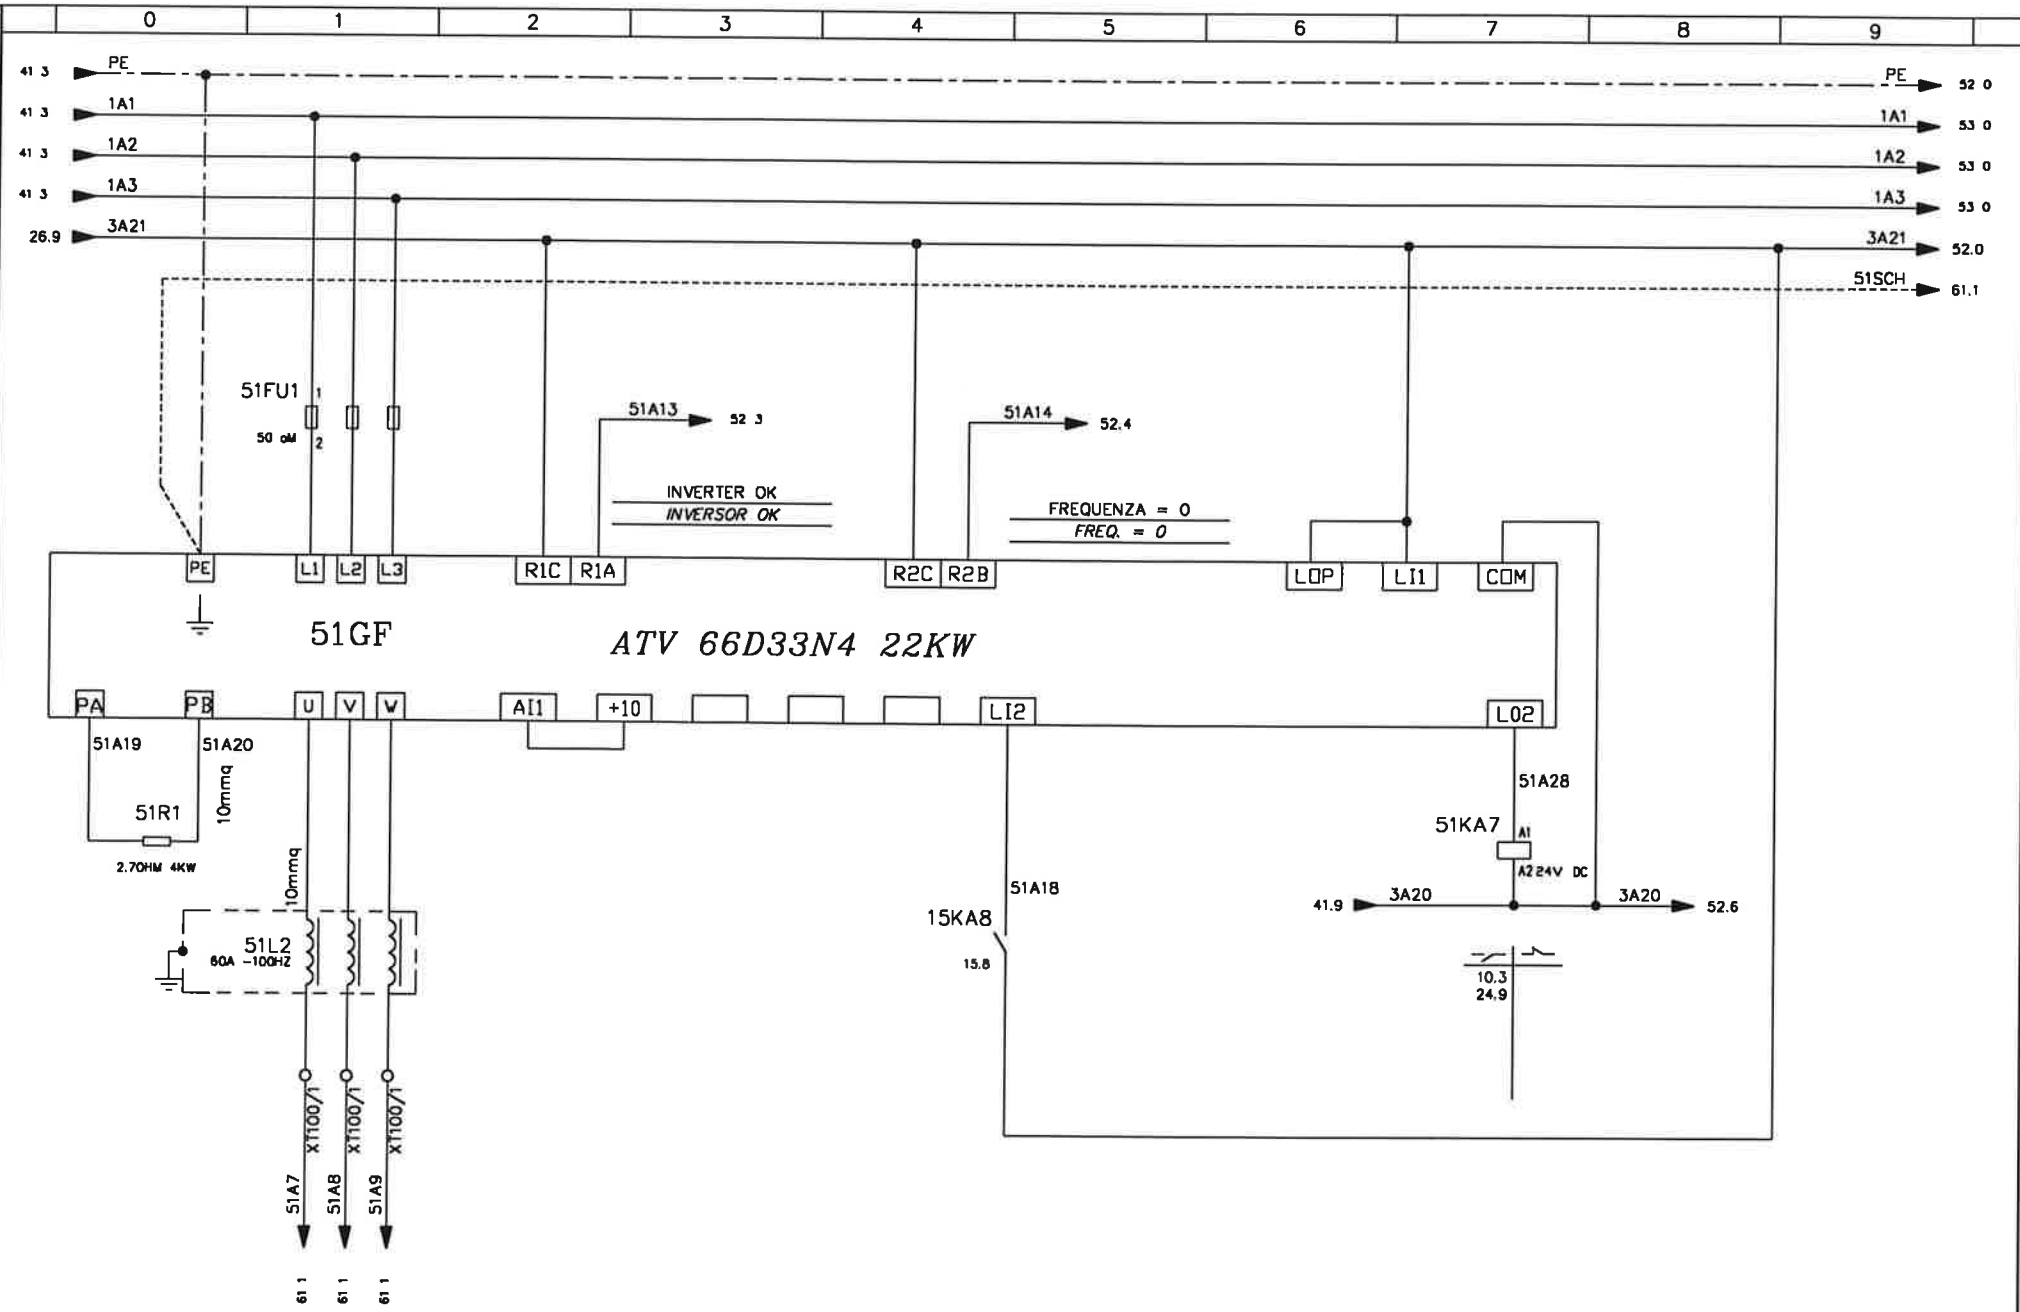 0 1 2 3 4 5 6 7 8 9
41 3 PE PE 52 0
41 3 1A1 1A1 53 0
41 3 1A2 1A2 53 0
41 3 1A3 1A3 53 0
26.9 3A21 3A21 52.0
51SCH 61.1
51FU1 1
50 aM 2
51A13 52 3
51A14 52.4
INVERTER OK
INVERSOR OK
FREQUENZA = 0
FREQ. = 0
PE L1 L2 L3 R1C R1A R2C R2B LOP LI1 COM
51GF ATV 66D33N4 22KW
PA PB U V W AI1 +10 LI2 LO2
51A19 51A20
10mmq
51R1
2.7OHM 4KW
51A28
51KA7 A1
A2 24V DC
10mmq
51A18
41.9 3A20 3A20 52.6
15KA8
15.8
51L2
60A -100HZ
10.3
24.9
XT100/1 XT100/1 XT100/1
51A7 51A8 51A9
61 1 61 1 61 1